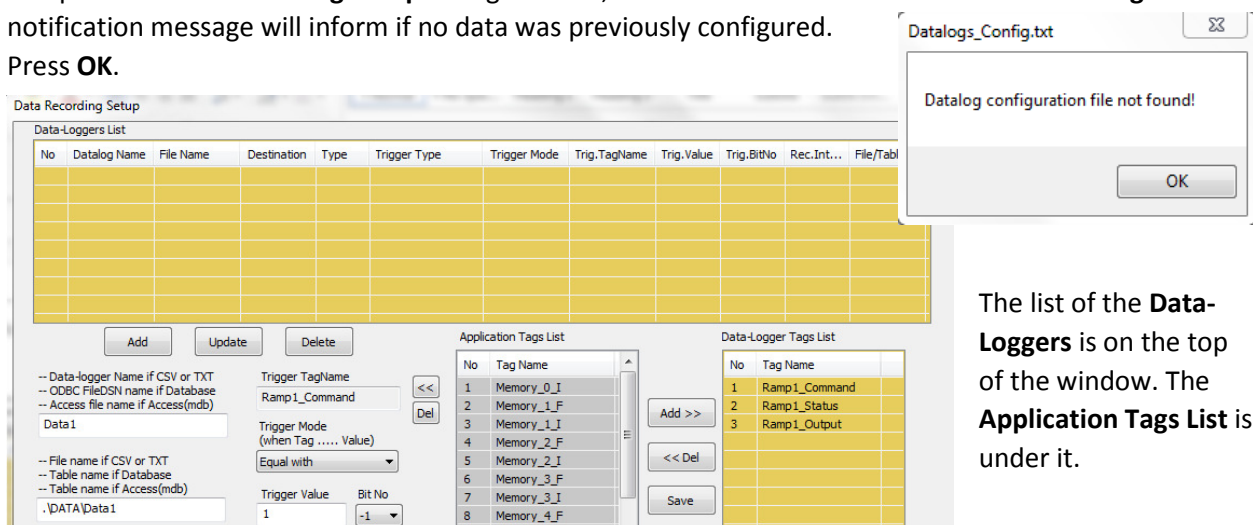 notification message will inform if no data was previously configured.
Press OK.
Datalogs_Config.txt
Datalog configuration file not found!
OK
Data Recording Setup
Data-Loggers List
No Datalog Name File Name Destination Type Trigger Type Trigger Mode Trig.TagName Trig.Value Trig.BitNo Rec.Int... File/Tabl
Add Update Delete
-- Data-logger Name if CSV or TXT
-- ODBC FileDSN name if Database
-- Access file name if Access(mdb)
Data1
-- File name if CSV or TXT
-- Table name if Database
-- Table name if Access(mdb)
.\DATA\Data1
Trigger TagName
Ramp1_Command
<<
Del
Trigger Mode
(when Tag ..... Value)
Equal with
Trigger Value Bit No
1 -1
Application Tags List
No Tag Name
1 Memory_0_I
2 Memory_1_F
3 Memory_1_I
4 Memory_2_F
5 Memory_2_I
6 Memory_3_F
7 Memory_3_I
8 Memory_4_F
Add >>
<< Del
Save
Data-Logger Tags List
No Tag Name
1 Ramp1_Command
2 Ramp1_Status
3 Ramp1_Output
The list of the Data-
Loggers is on the top
of the window. The
Application Tags List is
under it.